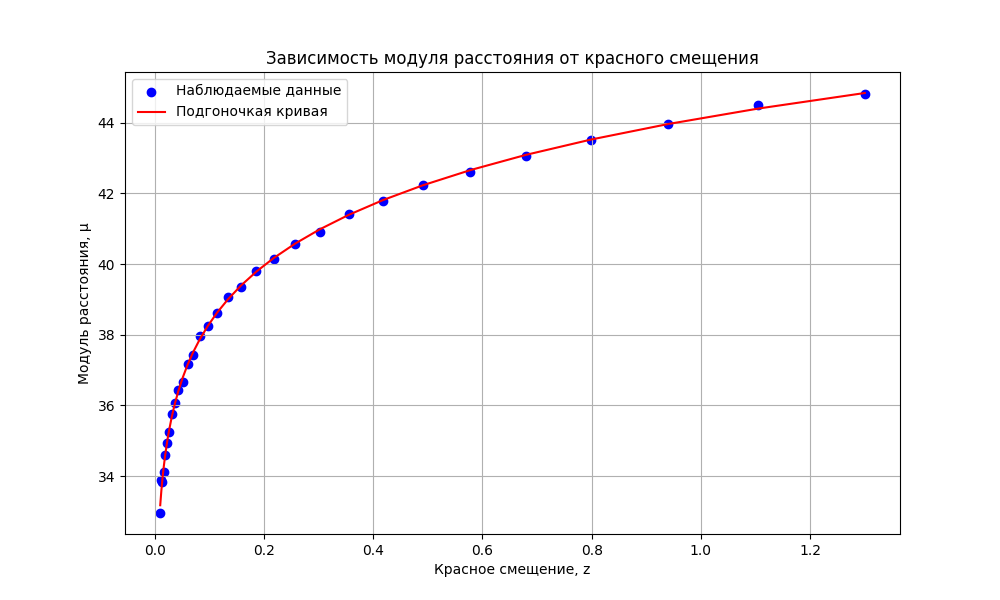 Зависимость модуля расстояния от красного смещения
Наблюдаемые данные
Подгоночкая кривая
Модуль расстояния, μ
44
42
40
38
36
34
0.0 0.2 0.4 0.6 0.8 1.0 1.2
Красное смещение, z